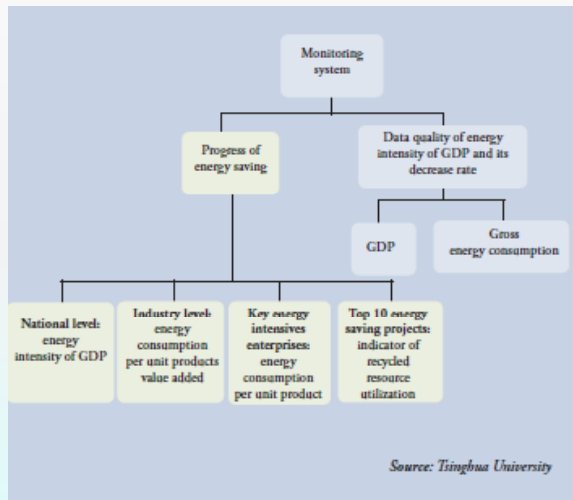 Monitoring
system
Progress of
energy saving
Data quality of energy
intensity of GDP and its
decrease rate
GDP
Gross
energy consumption
National level:
energy
intensity of GDP
Industry level:
energy
consumption
per unit products
value added
Key energy
intensives
enterprises:
energy
consumption
per unit product
Top 10 energy
saving projects:
indicator of
recycled
resource
utilization
Source: Tsinghua University